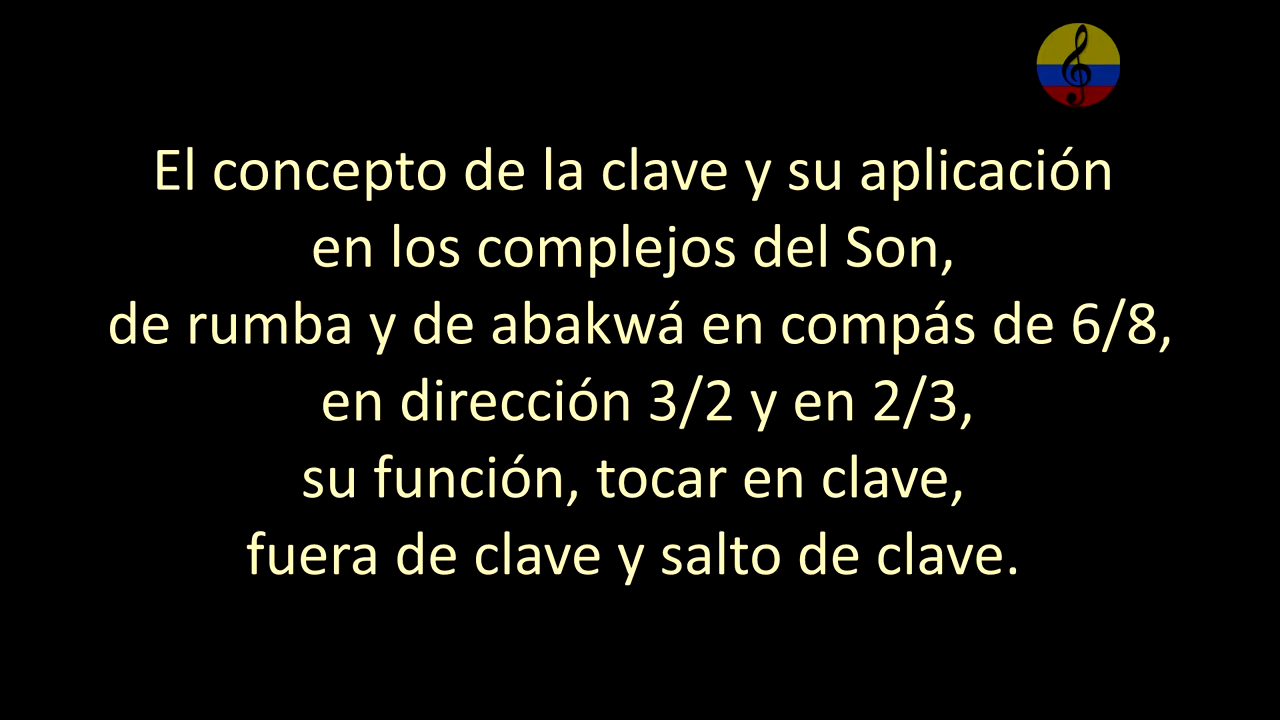 El concepto de la clave y su aplicación
en los complejos del Son,
de rumba y de abakwá en compás de 6/8,
en dirección 3/2 y en 2/3,
su función, tocar en clave,
fuera de clave y salto de clave.